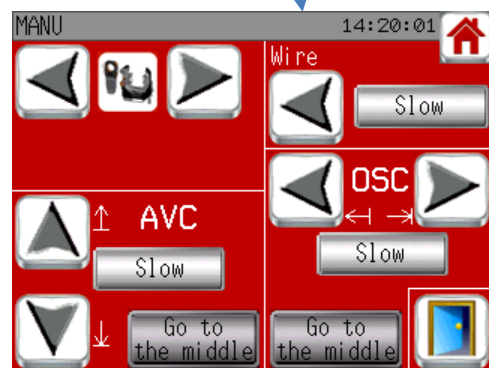 MANU 14:20:01
Wire
Slow
OSC
AVC
Slow
Slow
Go to
the middle
Go to
the middle